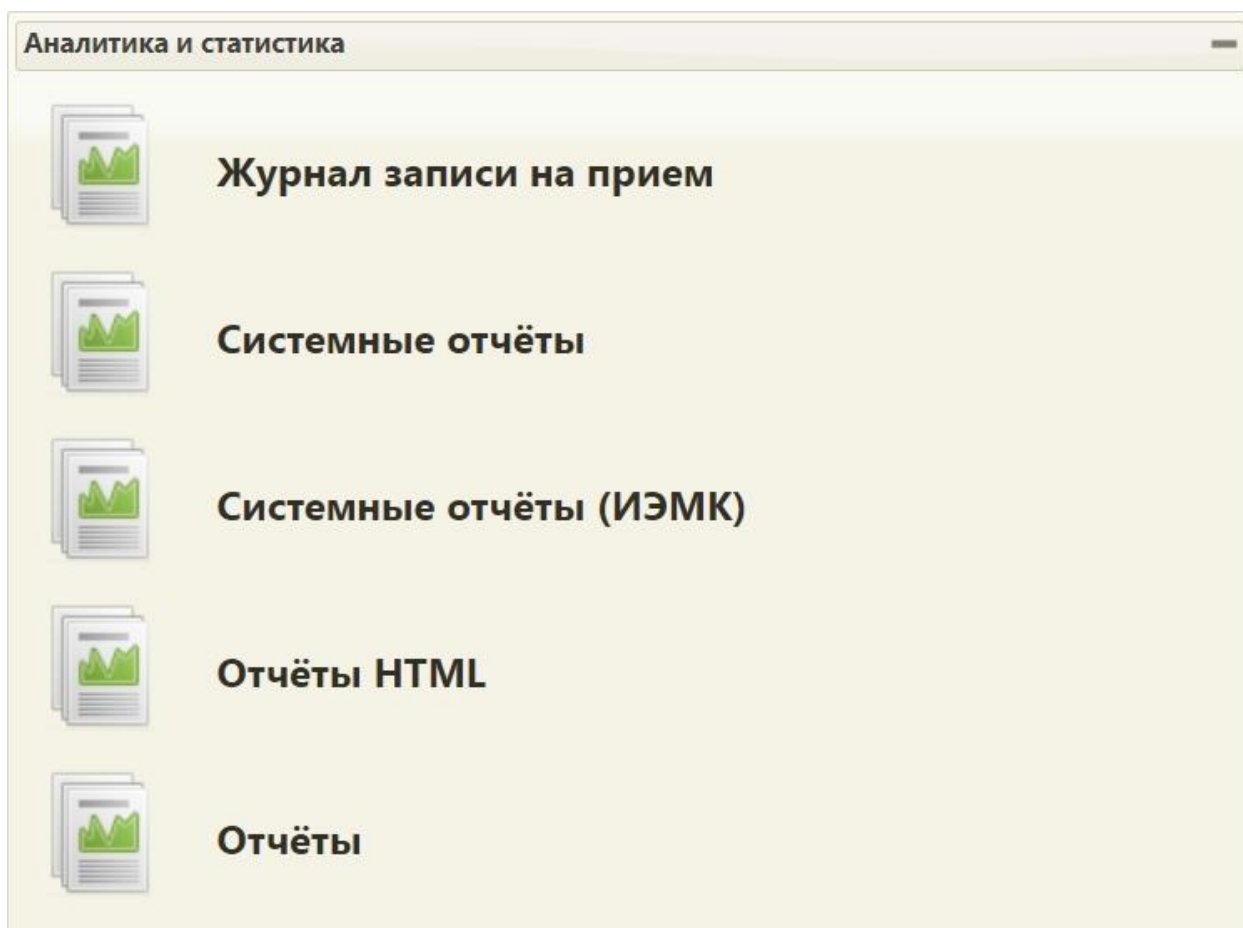 Аналитика и статистика
Журнал записи на прием
Системные отчёты
Системные отчёты (ИЭМК)
Отчёты HTML
Отчёты